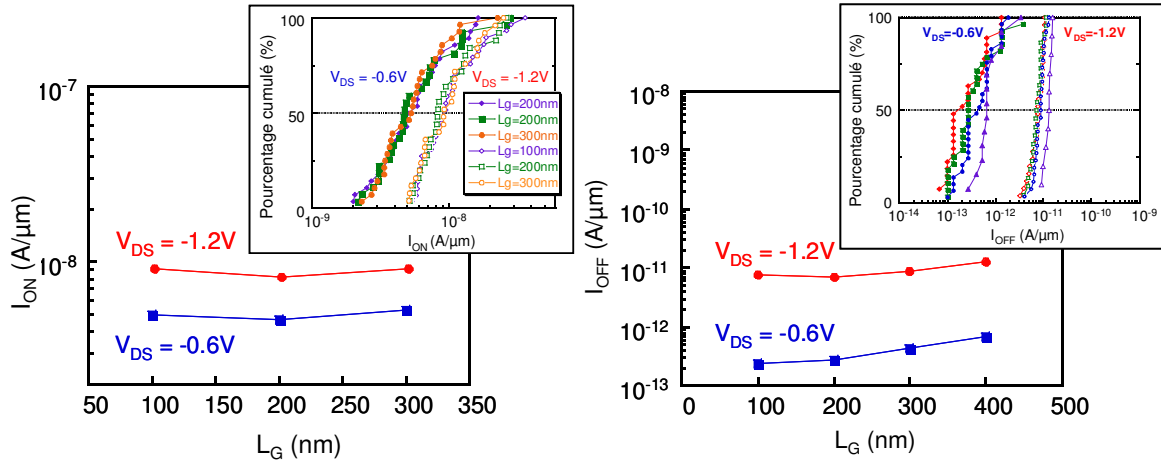 10⁻⁷
10⁻⁸
I_ON (A/µm)
V_DS = -1.2V
V_DS = -0.6V
50 100 150 200 250 300 350
L_G (nm)
Pourcentage cumulé (%)
100
50
0
V_DS = -0.6V
V_DS = -1.2V
Lg=200nm
Lg=200nm
Lg=300nm
Lg=100nm
Lg=200nm
Lg=300nm
10⁻⁹ 10⁻⁸
I_ON (A/µm)
10⁻⁸
10⁻⁹
10⁻¹⁰
10⁻¹¹
10⁻¹²
10⁻¹³
I_OFF (A/µm)
V_DS = -1.2V
V_DS = -0.6V
0 100 200 300 400 500
L_G (nm)
Pourcentage cumulé (%)
100
50
0
V_DS=-0.6V
V_DS=-1.2V
10⁻¹⁴ 10⁻¹³ 10⁻¹² 10⁻¹¹ 10⁻¹⁰ 10⁻⁹
I_OFF (A/µm)